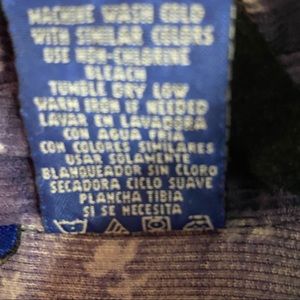 MACHINE WASH COLD
WITH SIMILAR COLORS
USE NON-CHLORINE
BLEACH
TUMBLE DRY LOW
WARM IRON IF NEEDED
LAVAR EN LAVADORA
CON AGUA FRIA
CON COLORES SIMILARES
USAR SOLAMENTE
BLANQUEADOR SIN CLORO
SECADORA CICLO SUAVE
PLANCHA TIBIA
SI SE NECESITA